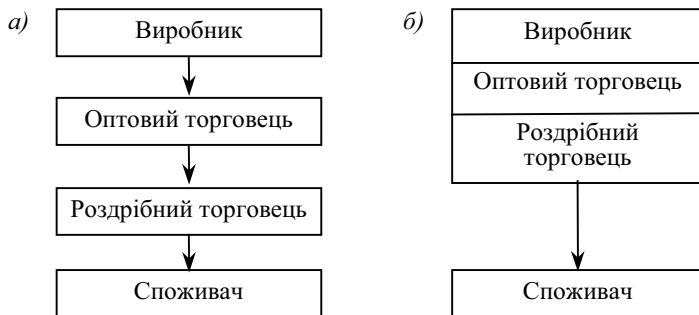 а)
Виробник
Оптовий торговець
Роздрібний торговець
Споживач
б)
Виробник
Оптовий торговець
Роздрібний
торговець
Споживач